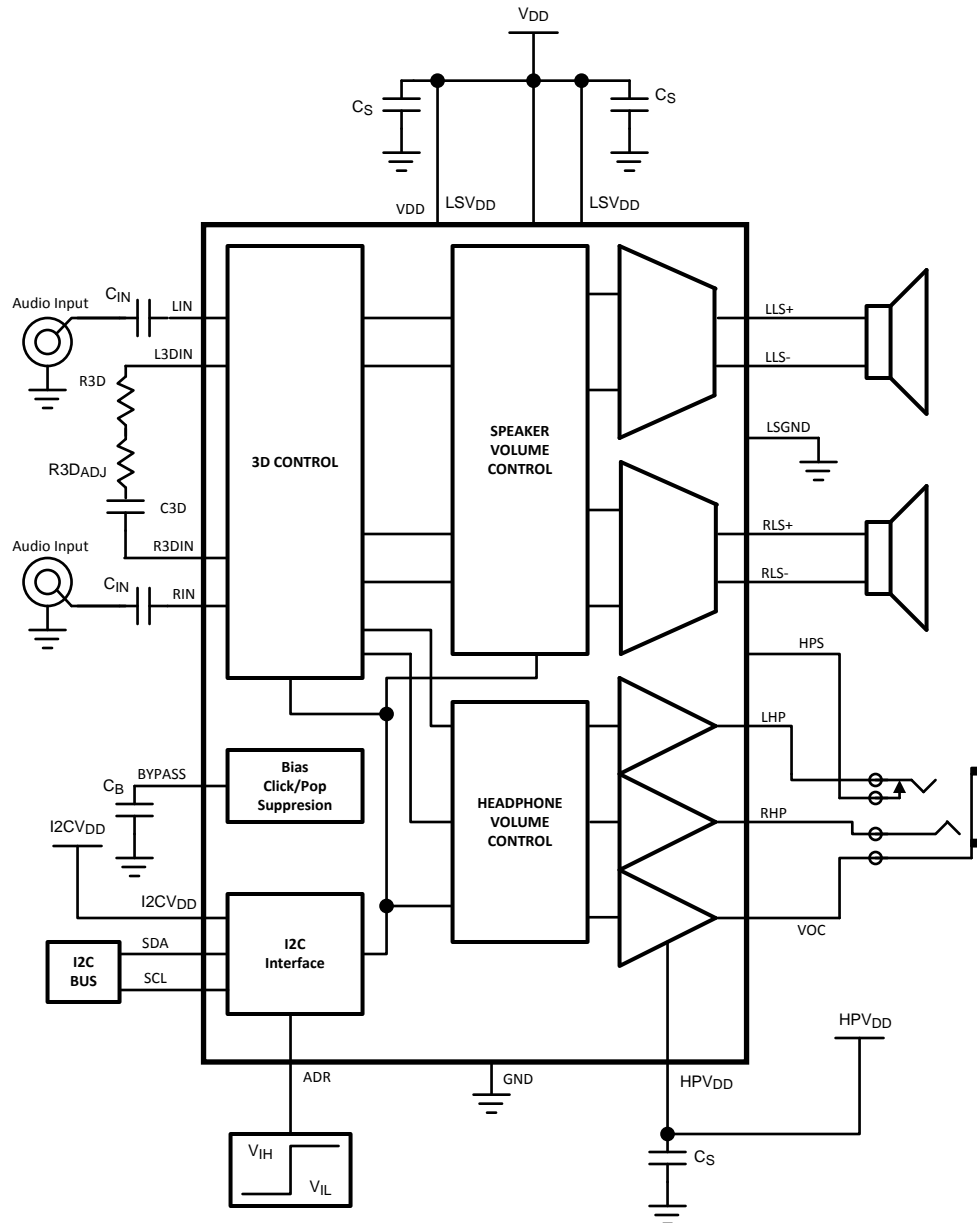 VDD
CS
CS
VDD
LSVDD
LSVDD
Audio Input
CIN
LIN
L3DIN
R3D
R3DADJ
C3D
R3DIN
Audio Input
CIN
RIN
3D CONTROL
SPEAKER
VOLUME
CONTROL
LLS+
LLS-
LSGND
RLS+
RLS-
HPS
LHP
RHP
VOC
BYPASS
CB
Bias
Click/Pop
Suppresion
HEADPHONE
VOLUME
CONTROL
I2CVDD
I2CVDD
SDA
SCL
I2C
BUS
I2C
Interface
ADR
GND
HPVDD
HPVDD
VIH
VIL
CS